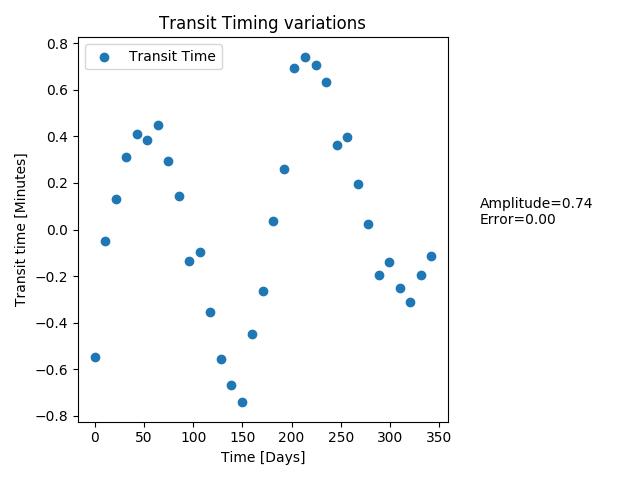 Transit Timing variations
Transit Time
0.8
0.6
0.4
0.2
0.0
−0.2
−0.4
−0.6
−0.8
Transit time [Minutes]
Amplitude=0.74
Error=0.00
0 50 100 150 200 250 300 350
Time [Days]